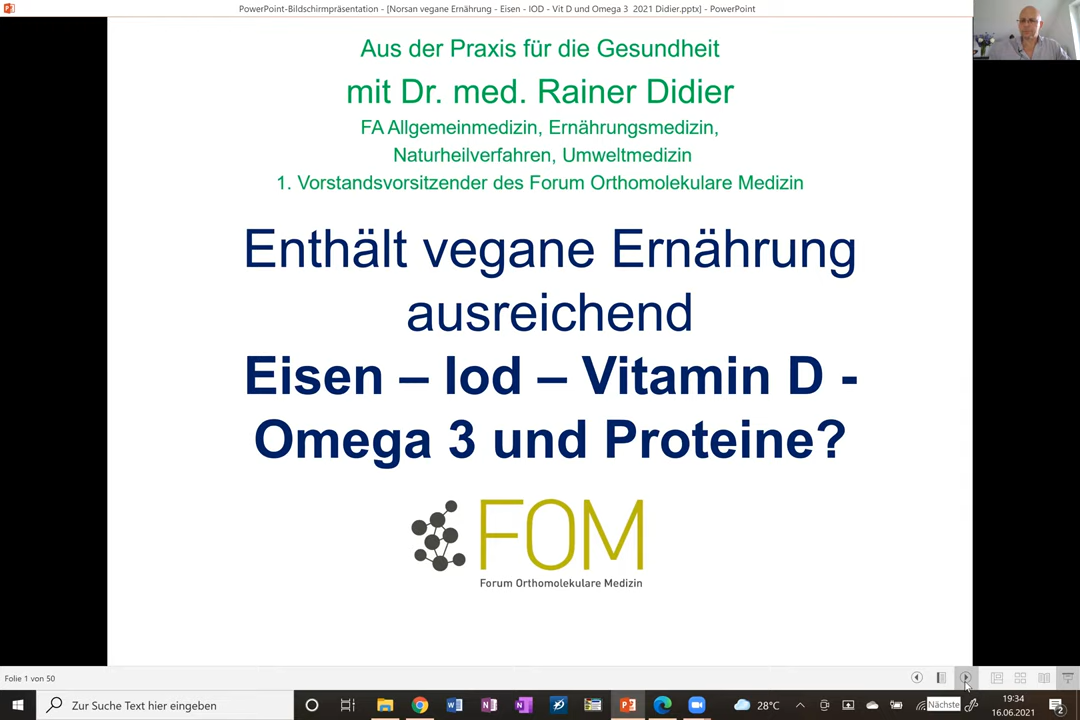 PowerPoint-Bildschirmpräsentation - [Norsan vegane Ernährung - Eisen - IOD - Vit D und Omega 3 2021 Didier.pptx] - PowerPoint
Aus der Praxis für die Gesundheit
mit Dr. med. Rainer Didier
FA Allgemeinmedizin, Ernährungsmedizin,
Naturheilverfahren, Umweltmedizin
1. Vorstandsvorsitzender des Forum Orthomolekulare Medizin
Enthält vegane Ernährung
ausreichend
Eisen – Iod – Vitamin D -
Omega 3 und Proteine?
FOM
Forum Orthomolekulare Medizin
Folie 1 von 50
Zur Suche Text hier eingeben
28°C
Nächste
19:34
16.06.2021
2